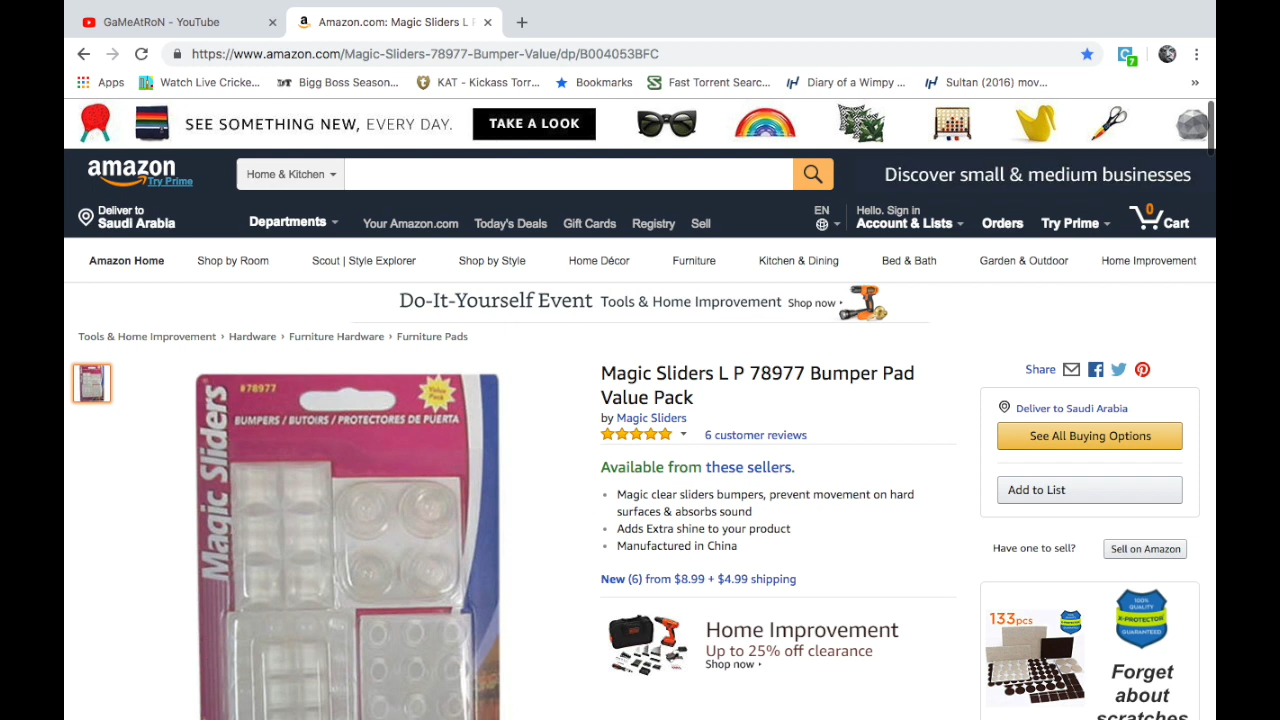 GaMeAtRoN - YouTube
Amazon.com: Magic Sliders L P
https://www.amazon.com/Magic-Sliders-78977-Bumper-Value/dp/B004053BFC
7
Apps
Watch Live Cricke...
Bigg Boss Season...
KAT - Kickass Torr...
Bookmarks
Fast Torrent Searc...
Diary of a Wimpy ...
Sultan (2016) mov...
»
SEE SOMETHING NEW, EVERY DAY.
TAKE A LOOK
amazon
Try Prime
Home & Kitchen
Discover small & medium businesses
Deliver to
Saudi Arabia
Departments
Your Amazon.com
Today's Deals
Gift Cards
Registry
Sell
EN
Hello. Sign in
Account & Lists
Orders
Try Prime
0
Cart
Amazon Home
Shop by Room
Scout | Style Explorer
Shop by Style
Home Décor
Furniture
Kitchen & Dining
Bed & Bath
Garden & Outdoor
Home Improvement
Do-It-Yourself Event Tools & Home Improvement Shop now ›
Tools & Home Improvement › Hardware › Furniture Hardware › Furniture Pads
#78977
Value
Pack
BUMPERS / BUTOIRS / PROTECTORES DE PUERTA
Magic Sliders
Magic Sliders L P 78977 Bumper Pad
Value Pack
by Magic Sliders
6 customer reviews
Available from these sellers.
• Magic clear sliders bumpers, prevent movement on hard
surfaces & absorbs sound
• Adds Extra shine to your product
• Manufactured in China
New (6) from $8.99 + $4.99 shipping
Home Improvement
Up to 25% off clearance
Shop now ›
Share
Deliver to Saudi Arabia
See All Buying Options
Add to List
Have one to sell?
Sell on Amazon
133pcs
100%
QUALITY
X-PROTECTOR
GUARANTEED
Forget
about
scratches